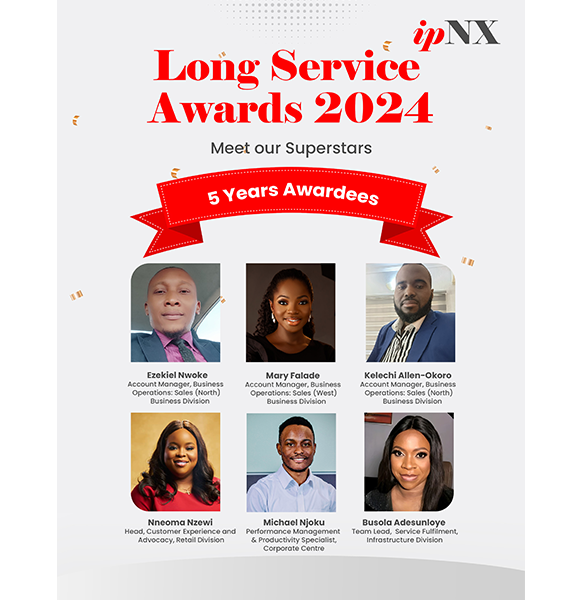 ipNX
Long Service
Awards 2024
Meet our Superstars
5 Years Awardees
Ezekiel Nwoke
Account Manager, Business
Operations: Sales (North)
Business Division
Mary Falade
Account Manager, Business
Operations: Sales (West)
Business Division
Kelechi Allen-Okoro
Account Manager, Business
Operations: Sales (North)
Business Division
Nneoma Nzewi
Head, Customer Experience and
Advocacy, Retail Division
Michael Njoku
Performance Management
& Productivity Specialist,
Corporate Centre
Busola Adesunloye
Team Lead, Service Fulfilment,
Infrastructure Division